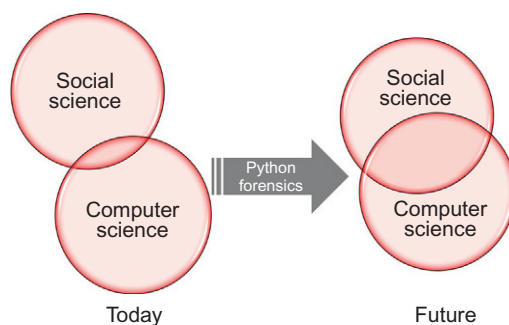 Social
science
Computer
science
Today
Python
forensics
Social
science
Computer
science
Future